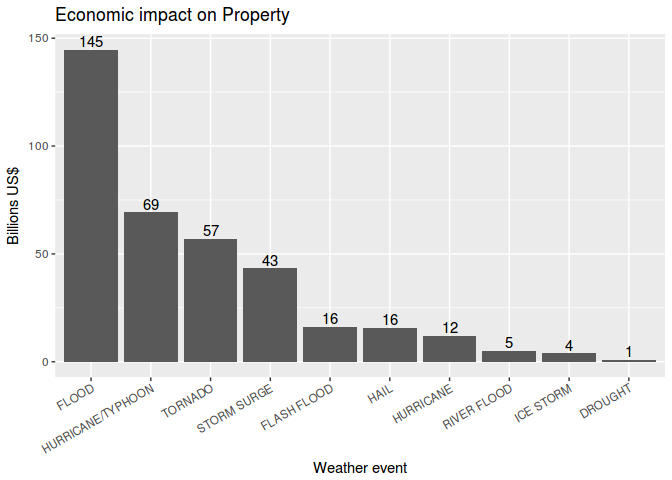 Economic impact on Property
Billions US$
150
100
50
0
145
69
57
43
16
16
12
5
4
1
FLOOD
HURRICANE/TYPHOON
TORNADO
STORM SURGE
FLASH FLOOD
HAIL
HURRICANE
RIVER FLOOD
ICE STORM
DROUGHT
Weather event